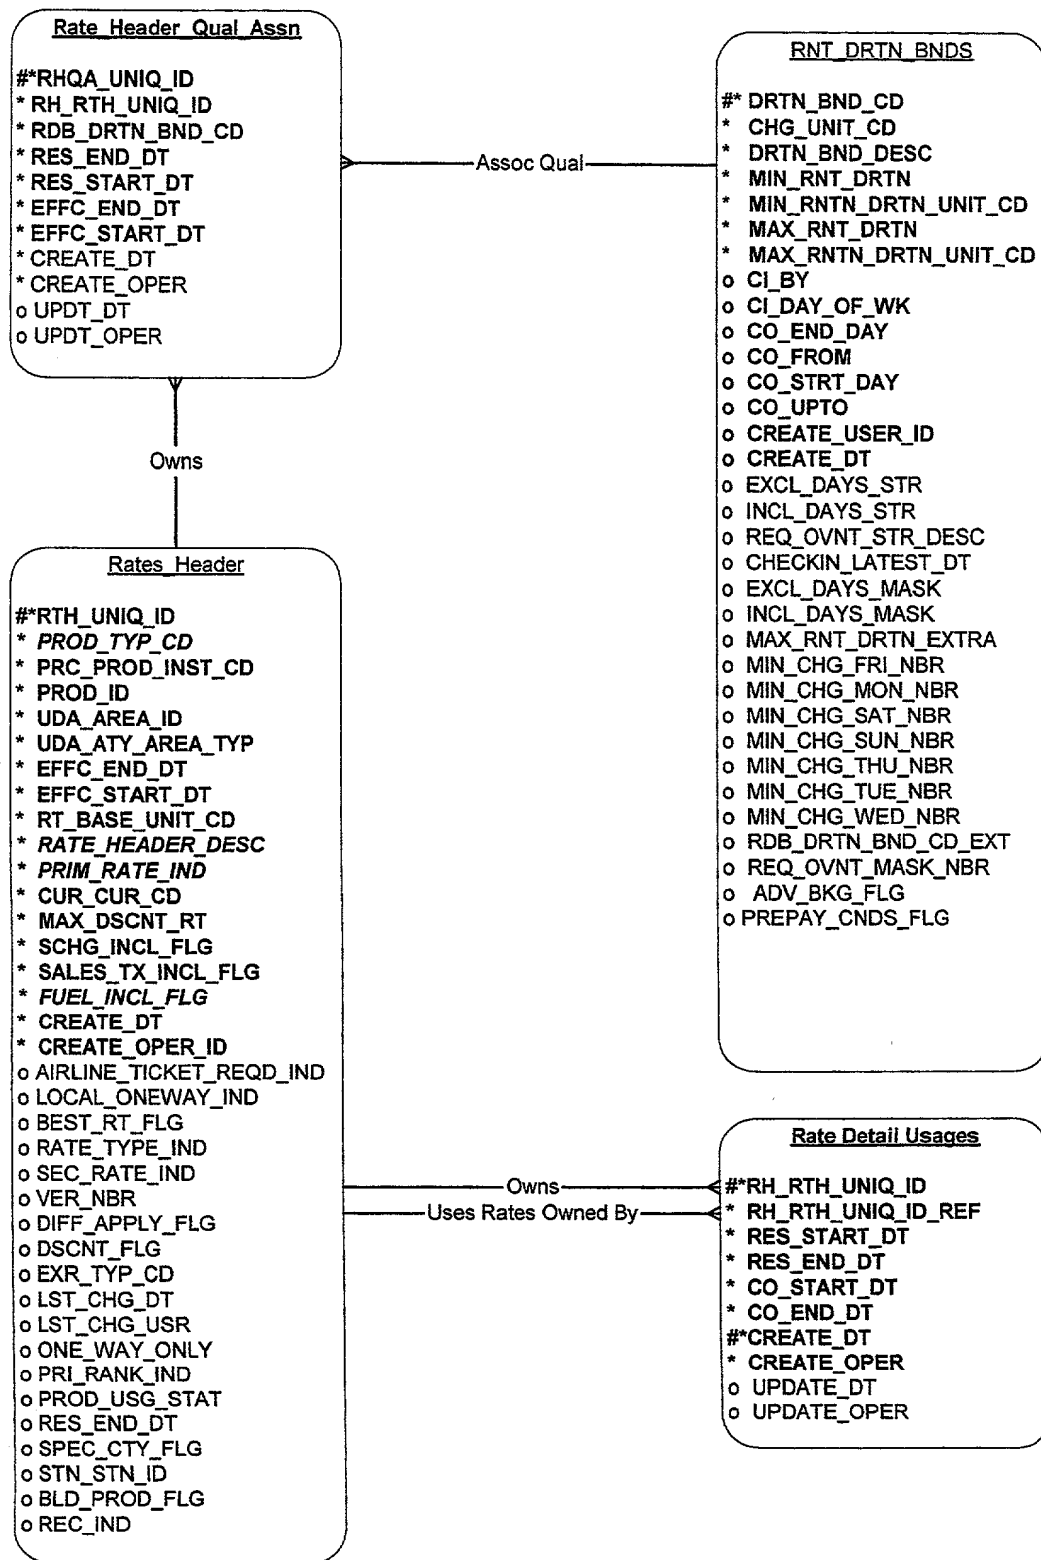 Rate_Header_Qual_Assn
#*RHQA_UNIQ_ID
* RH_RTH_UNIQ_ID
* RDB_DRTN_BND_CD
* RES_END_DT
* RES_START_DT
* EFFC_END_DT
* EFFC_START_DT
* CREATE_DT
* CREATE_OPER
o UPDT_DT
o UPDT_OPER
Assoc Qual
RNT_DRTN_BNDS
#* DRTN_BND_CD
* CHG_UNIT_CD
* DRTN_BND_DESC
* MIN_RNT_DRTN
* MIN_RNTN_DRTN_UNIT_CD
* MAX_RNT_DRTN
* MAX_RNTN_DRTN_UNIT_CD
o CI_BY
o CI_DAY_OF_WK
o CO_END_DAY
o CO_FROM
o CO_STRT_DAY
o CO_UPTO
o CREATE_USER_ID
o CREATE_DT
o EXCL_DAYS_STR
o INCL_DAYS_STR
o REQ_OVNT_STR_DESC
o CHECKIN_LATEST_DT
o EXCL_DAYS_MASK
o INCL_DAYS_MASK
o MAX_RNT_DRTN_EXTRA
o MIN_CHG_FRI_NBR
o MIN_CHG_MON_NBR
o MIN_CHG_SAT_NBR
o MIN_CHG_SUN_NBR
o MIN_CHG_THU_NBR
o MIN_CHG_TUE_NBR
o MIN_CHG_WED_NBR
o RDB_DRTN_BND_CD_EXT
o REQ_OVNT_MASK_NBR
o ADV_BKG_FLG
o PREPAY_CNDS_FLG
Owns
Rates_Header
#*RTH_UNIQ_ID
* PROD_TYP_CD
* PRC_PROD_INST_CD
* PROD_ID
* UDA_AREA_ID
* UDA_ATY_AREA_TYP
* EFFC_END_DT
* EFFC_START_DT
* RT_BASE_UNIT_CD
* RATE_HEADER_DESC
* PRIM_RATE_IND
* CUR_CUR_CD
* MAX_DSCNT_RT
* SCHG_INCL_FLG
* SALES_TX_INCL_FLG
* FUEL_INCL_FLG
* CREATE_DT
* CREATE_OPER_ID
o AIRLINE_TICKET_REQD_IND
o LOCAL_ONEWAY_IND
o BEST_RT_FLG
o RATE_TYPE_IND
o SEC_RATE_IND
o VER_NBR
o DIFF_APPLY_FLG
o DSCNT_FLG
o EXR_TYP_CD
o LST_CHG_DT
o LST_CHG_USR
o ONE_WAY_ONLY
o PRI_RANK_IND
o PROD_USG_STAT
o RES_END_DT
o SPEC_CTY_FLG
o STN_STN_ID
o BLD_PROD_FLG
o REC_IND
Owns
Uses Rates Owned By
Rate Detail Usages
#*RH_RTH_UNIQ_ID
* RH_RTH_UNIQ_ID_REF
* RES_START_DT
* RES_END_DT
* CO_START_DT
* CO_END_DT
#*CREATE_DT
* CREATE_OPER
o UPDATE_DT
o UPDATE_OPER